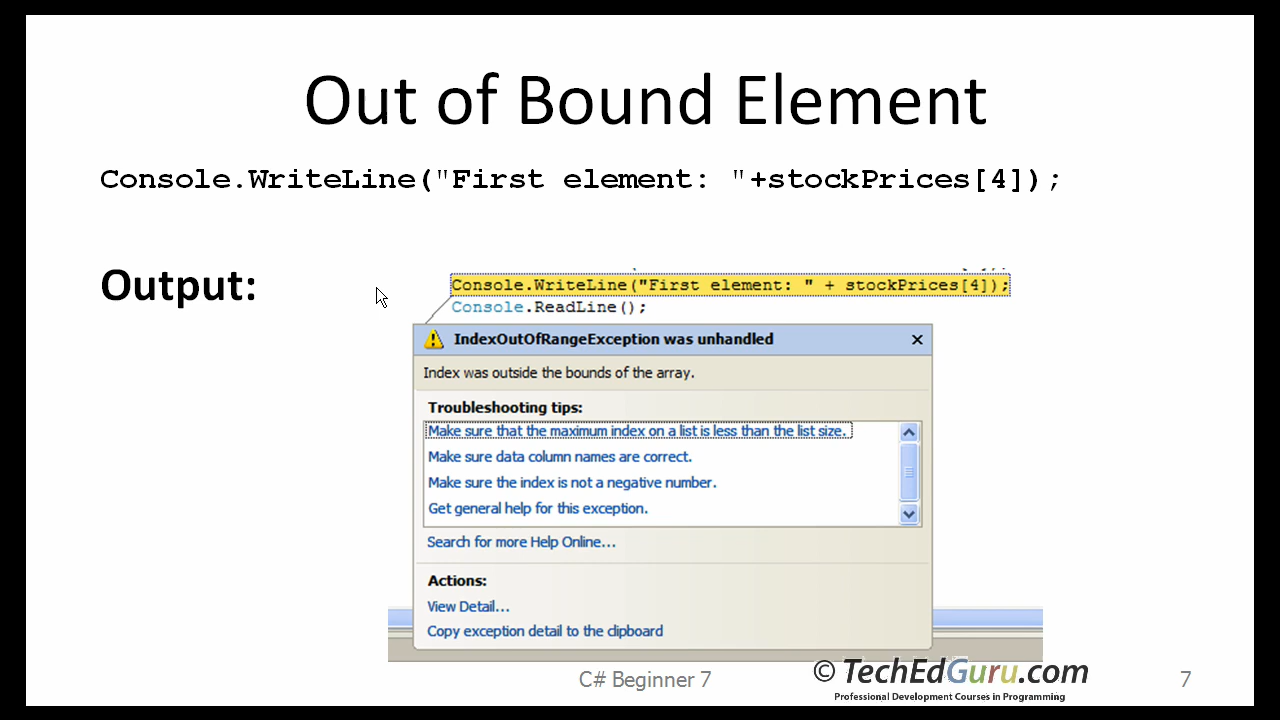 Out of Bound Element
Console.WriteLine("First element: "+stockPrices[4]);
Output:
Console.WriteLine("First element: " + stockPrices[4]);
Console.ReadLine();
IndexOutOfRangeException was unhandled
Index was outside the bounds of the array.
Troubleshooting tips:
Make sure that the maximum index on a list is less than the list size.
Make sure data column names are correct.
Make sure the index is not a negative number.
Get general help for this exception.
Search for more Help Online...
Actions:
View Detail...
Copy exception detail to the clipboard
C# Beginner 7
© TechEdGuru.com
Professional Development Courses in Programming
7